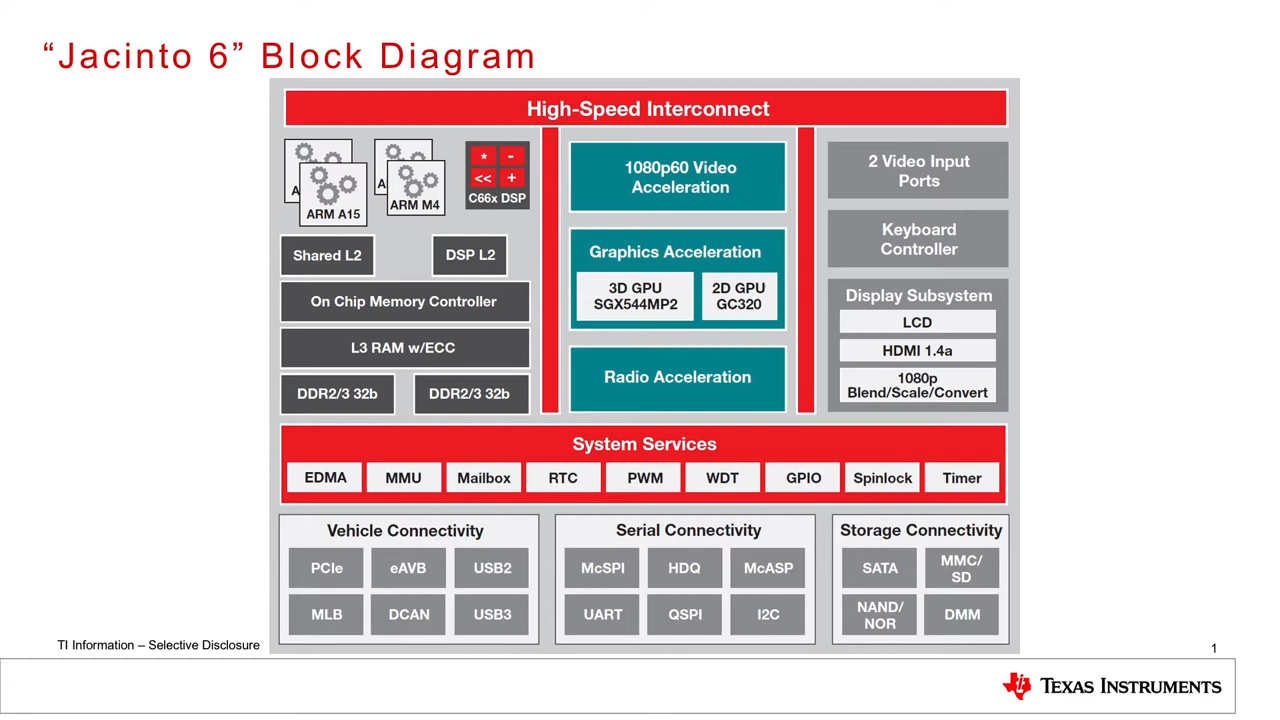 “Jacinto 6” Block Diagram
High-Speed Interconnect
A
ARM A15
A
ARM M4
* -
<< +
C66x DSP
Shared L2
DSP L2
On Chip Memory Controller
L3 RAM w/ECC
DDR2/3 32b
DDR2/3 32b
1080p60 Video
Acceleration
Graphics Acceleration
3D GPU
SGX544MP2
2D GPU
GC320
Radio Acceleration
2 Video Input
Ports
Keyboard
Controller
Display Subsystem
LCD
HDMI 1.4a
1080p
Blend/Scale/Convert
System Services
EDMA
MMU
Mailbox
RTC
PWM
WDT
GPIO
Spinlock
Timer
Vehicle Connectivity
PCIe
eAVB
USB2
MLB
DCAN
USB3
Serial Connectivity
McSPI
HDQ
McASP
UART
QSPI
I2C
Storage Connectivity
SATA
MMC/
SD
NAND/
NOR
DMM
TI Information – Selective Disclosure
1
TEXAS INSTRUMENTS